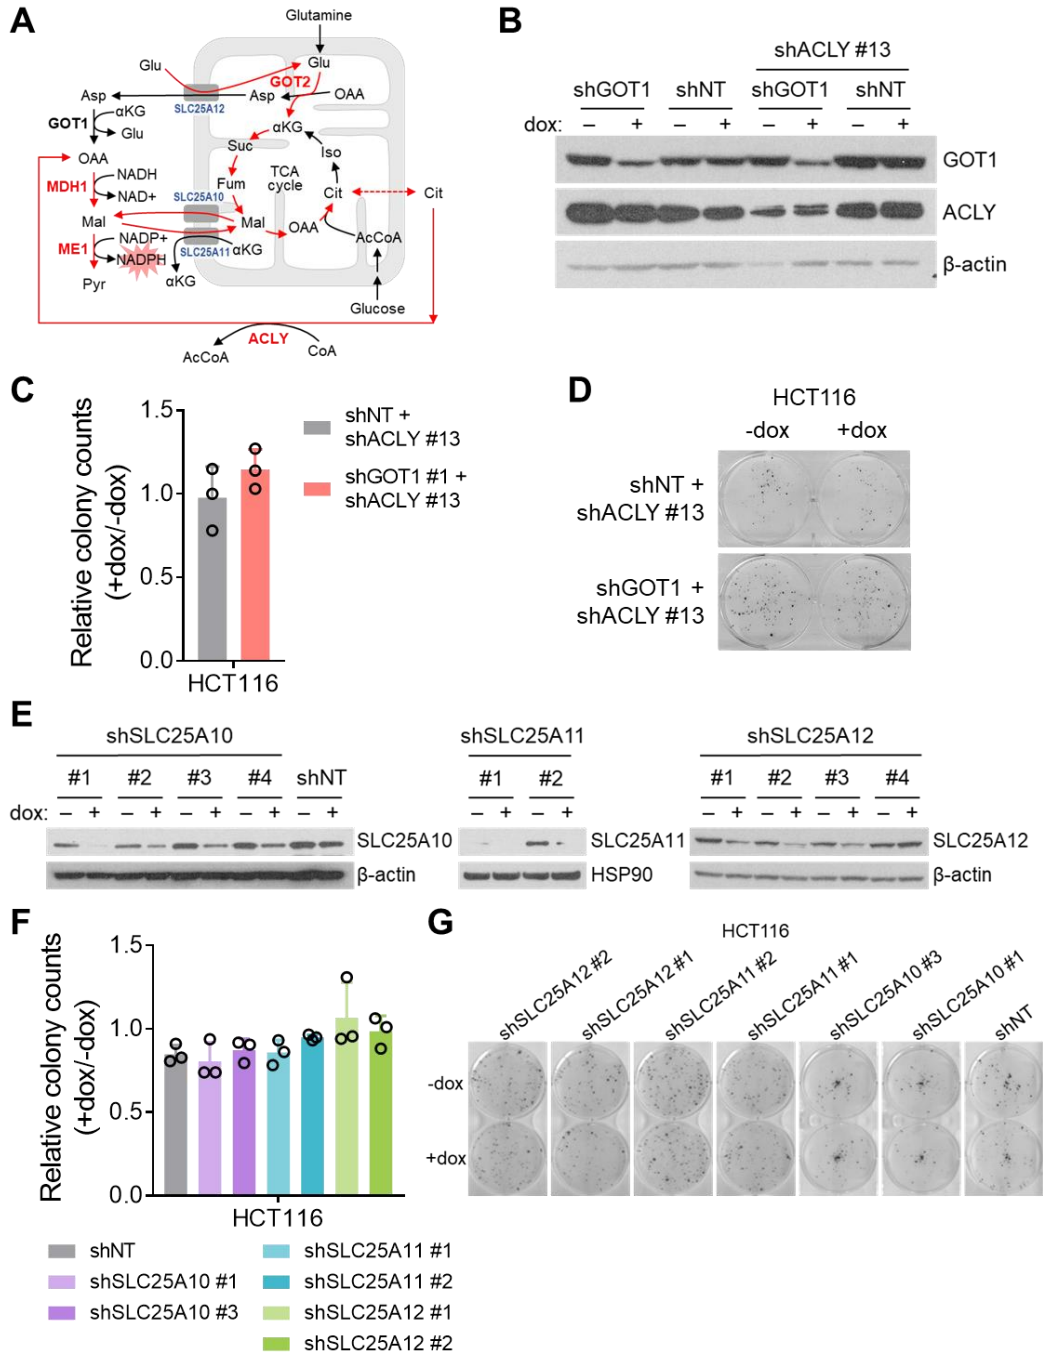 A
Glutamine
Glu
Glu
GOT2
Asp
SLC25A12
Asp
OAA
GOT1
αKG
Glu
αKG
Iso
Suc
OAA
TCA
cycle
MDH1
NADH
NAD+
Fum
SLC25A10
Cit
Cit
Mal
Mal
OAA
AcCoA
ME1
NADP+
NADPH
SLC25A11
αKG
Pyr
αKG
Glucose
ACLY
AcCoA
CoA
B
shACLY #13
shGOT1 shNT shGOT1 shNT
dox: – + – + – + – +
GOT1
ACLY
β-actin
C
Relative colony counts
(+dox/-dox)
1.5
1.0
0.5
0.0
HCT116
shNT +
shACLY #13
shGOT1 #1 +
shACLY #13
D
HCT116
-dox +dox
shNT +
shACLY #13
shGOT1 +
shACLY #13
E
shSLC25A10
#1 #2 #3 #4 shNT
dox: – + – + – + – + – +
SLC25A10
β-actin
shSLC25A11
#1 #2
– + – +
SLC25A11
HSP90
shSLC25A12
#1 #2 #3 #4
– + – + – + – +
SLC25A12
β-actin
F
Relative colony counts
(+dox/-dox)
1.5
1.0
0.5
0.0
HCT116
shNT
shSLC25A10 #1
shSLC25A10 #3
shSLC25A11 #1
shSLC25A11 #2
shSLC25A12 #1
shSLC25A12 #2
G
HCT116
shSLC25A12 #2
shSLC25A12 #1
shSLC25A11 #2
shSLC25A11 #1
shSLC25A10 #3
shSLC25A10 #1
shNT
-dox
+dox